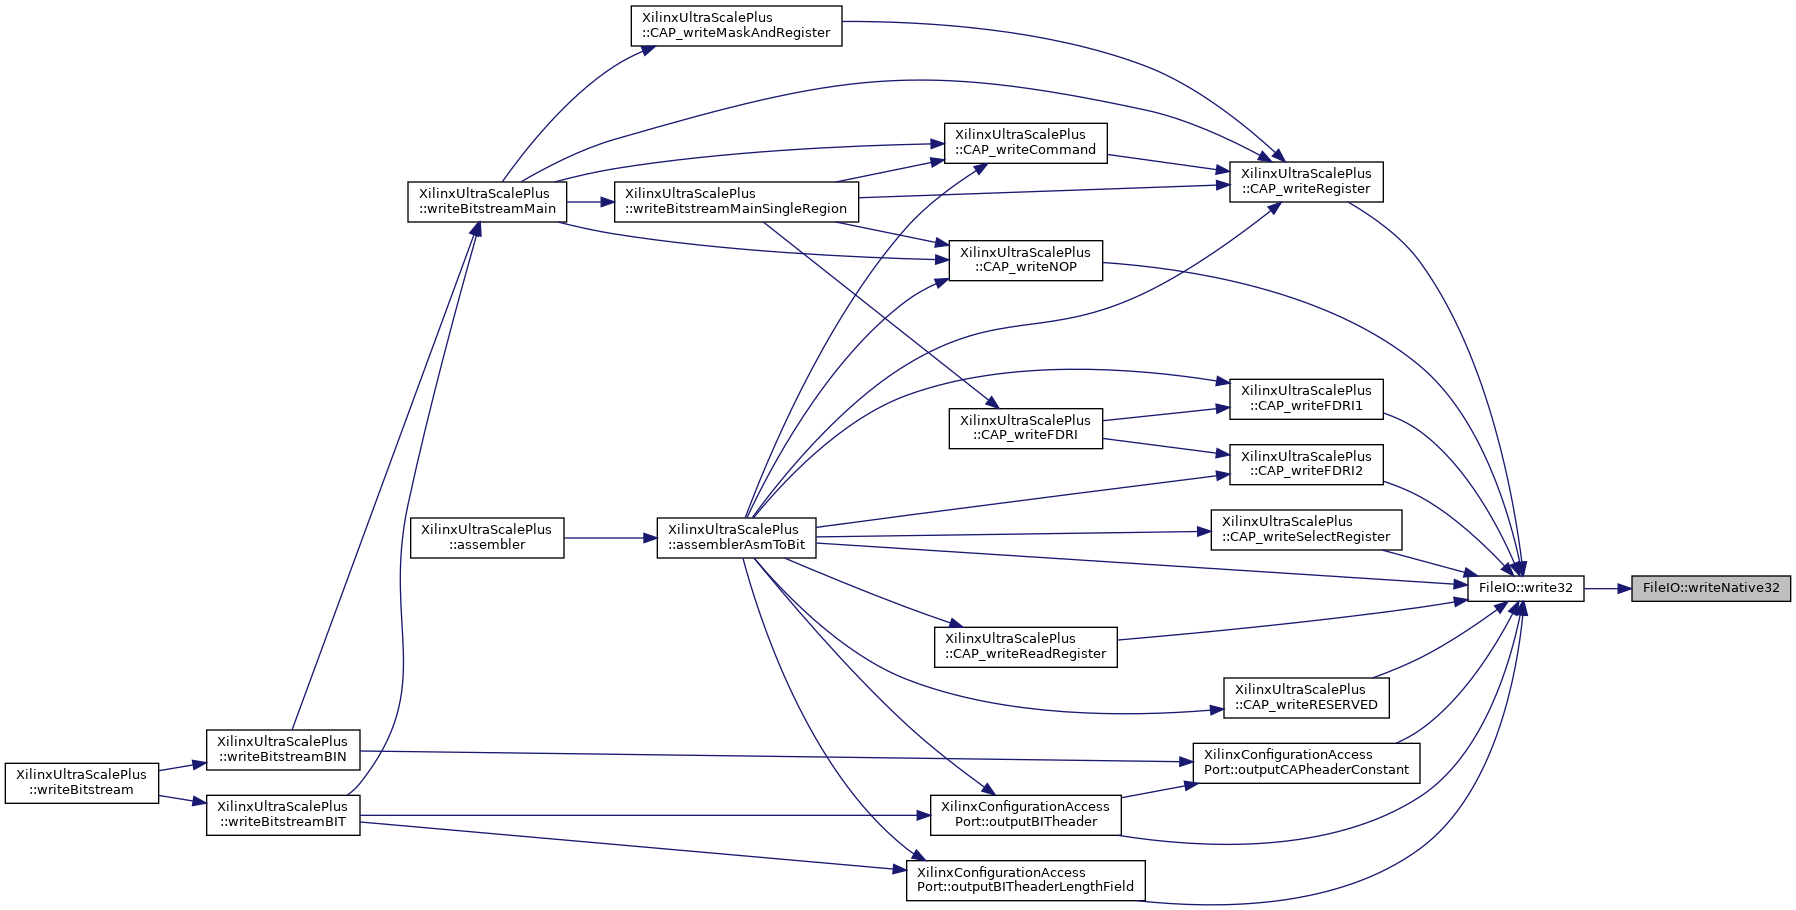 XilinxUltraScalePlus
::CAP_writeMaskAndRegister
XilinxUltraScalePlus
::CAP_writeCommand
XilinxUltraScalePlus
::CAP_writeRegister
XilinxUltraScalePlus
::writeBitstreamMain
XilinxUltraScalePlus
::writeBitstreamMainSingleRegion
XilinxUltraScalePlus
::CAP_writeNOP
XilinxUltraScalePlus
::CAP_writeFDRI1
XilinxUltraScalePlus
::CAP_writeFDRI
XilinxUltraScalePlus
::CAP_writeFDRI2
XilinxUltraScalePlus
::assembler
XilinxUltraScalePlus
::assemblerAsmToBit
XilinxUltraScalePlus
::CAP_writeSelectRegister
FileIO::write32
FileIO::writeNative32
XilinxUltraScalePlus
::CAP_writeReadRegister
XilinxUltraScalePlus
::CAP_writeRESERVED
XilinxUltraScalePlus
::writeBitstreamBIN
XilinxConfigurationAccess
Port::outputCAPheaderConstant
XilinxUltraScalePlus
::writeBitstream
XilinxUltraScalePlus
::writeBitstreamBIT
XilinxConfigurationAccess
Port::outputBITheader
XilinxConfigurationAccess
Port::outputBITheaderLengthField